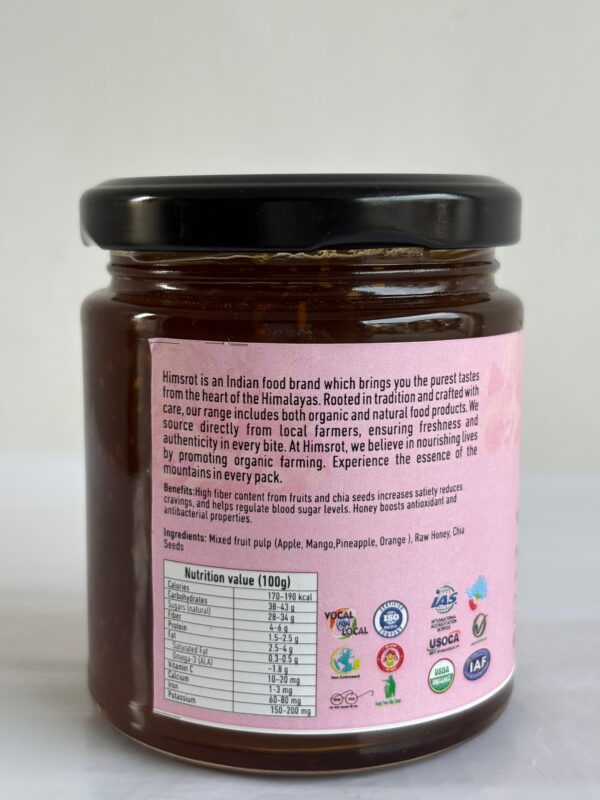 Himsrot is an Indian food brand which brings you the purest tastes
from the heart of the Himalayas. Rooted in tradition and crafted with
care, our range includes both organic and natural food products. We
source directly from local farmers, ensuring freshness and
authenticity in every bite. At Himsrot, we believe in nourishing lives
by promoting organic farming. Experience the essence of the
mountains in every pack.
Benefits:High fiber content from fruits and chia seeds increases satiety reduces
cravings, and helps regulate blood sugar levels. Honey boosts antioxidant and
antibacterial properties.
Ingredients: Mixed fruit pulp (Apple, Mango,Pineapple, Orange ), Raw Honey, Chia
Seeds
Nutrition value (100g)
Calories
170-190 kcal
Carbohydrates
38-43 g
Sugars (natural)
28-34 g
Fiber
4-6 g
Protein
1.5-2.5 g
Fat
2.5-4 g
Saturated Fat
0.3-0.5 g
Omega-3 (ALA)
~1.8 g
Vitamin C
10-20 mg
Calcium
1-3 mg
Iron
60-80 mg
Potassium
150-200 mg
VOCAL
LOCAL
ISO
IAS
INTERNATIONAL
ACCREDITATION
SERVICE
USOCA
USDA
ORGANIC
IAF